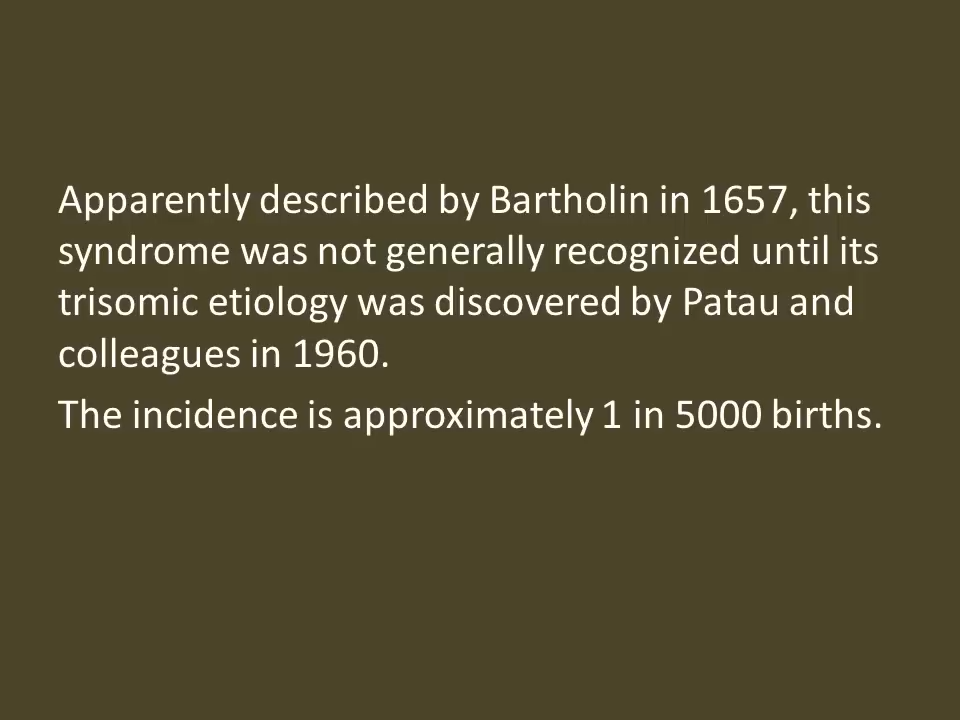 Apparently described by Bartholin in 1657, this
syndrome was not generally recognized until its
trisomic etiology was discovered by Patau and
colleagues in 1960.
The incidence is approximately 1 in 5000 births.